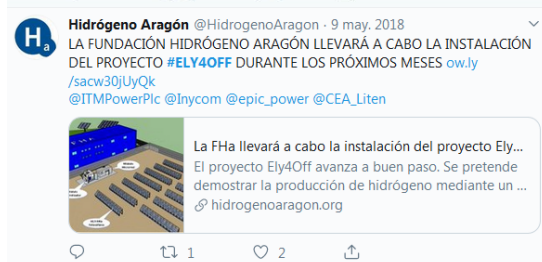 Ha
Hidrógeno Aragón @HidrogenoAragon · 9 may. 2018
LA FUNDACIÓN HIDRÓGENO ARAGÓN LLEVARÁ A CABO LA INSTALACIÓN
DEL PROYECTO #ELY4OFF DURANTE LOS PRÓXIMOS MESES ow.ly
/sacw30jUyQk
@ITMPowerPlc @Inycom @epic_power @CEA_Liten
La FHa llevará a cabo la instalación del proyecto Ely...
El proyecto Ely4Off avanza a buen paso. Se pretende
demostrar la producción de hidrógeno mediante un ...
hidrogenoaragon.org
1
2